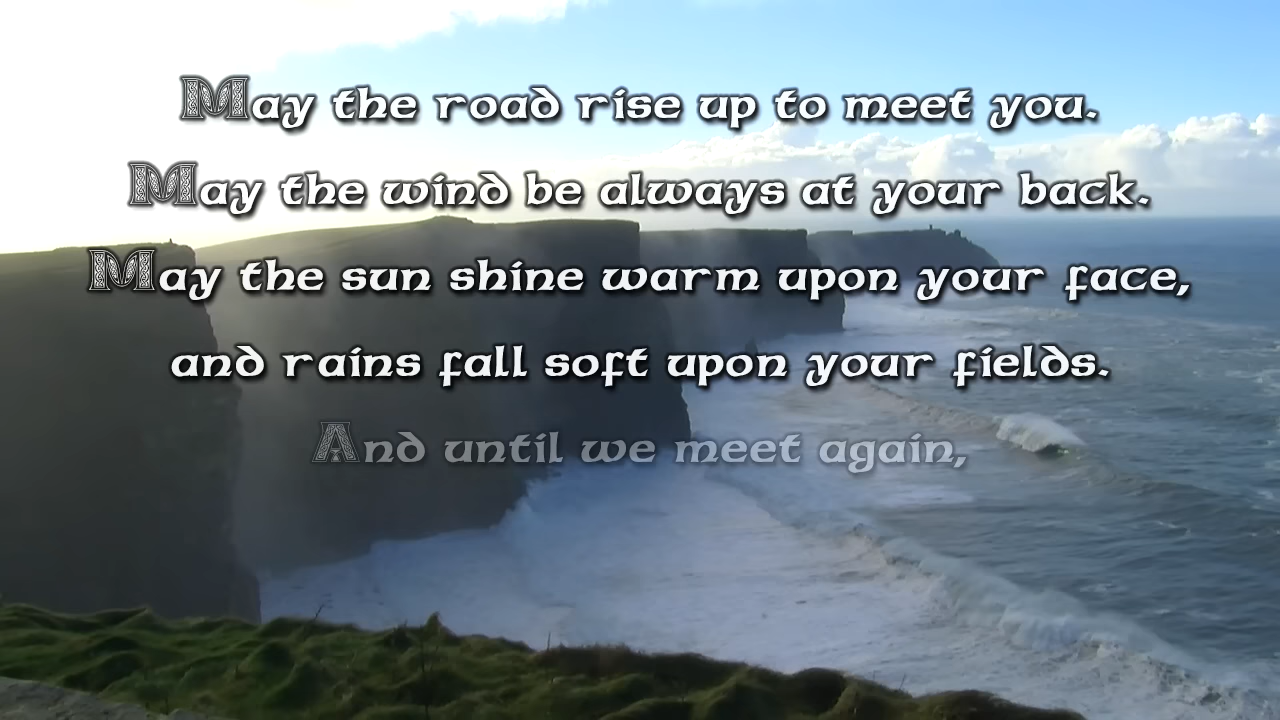 May the road rise up to meet you.
May the wind be always at your back.
May the sun shine warm upon your face,
and rains fall soft upon your fields.
And until we meet again,